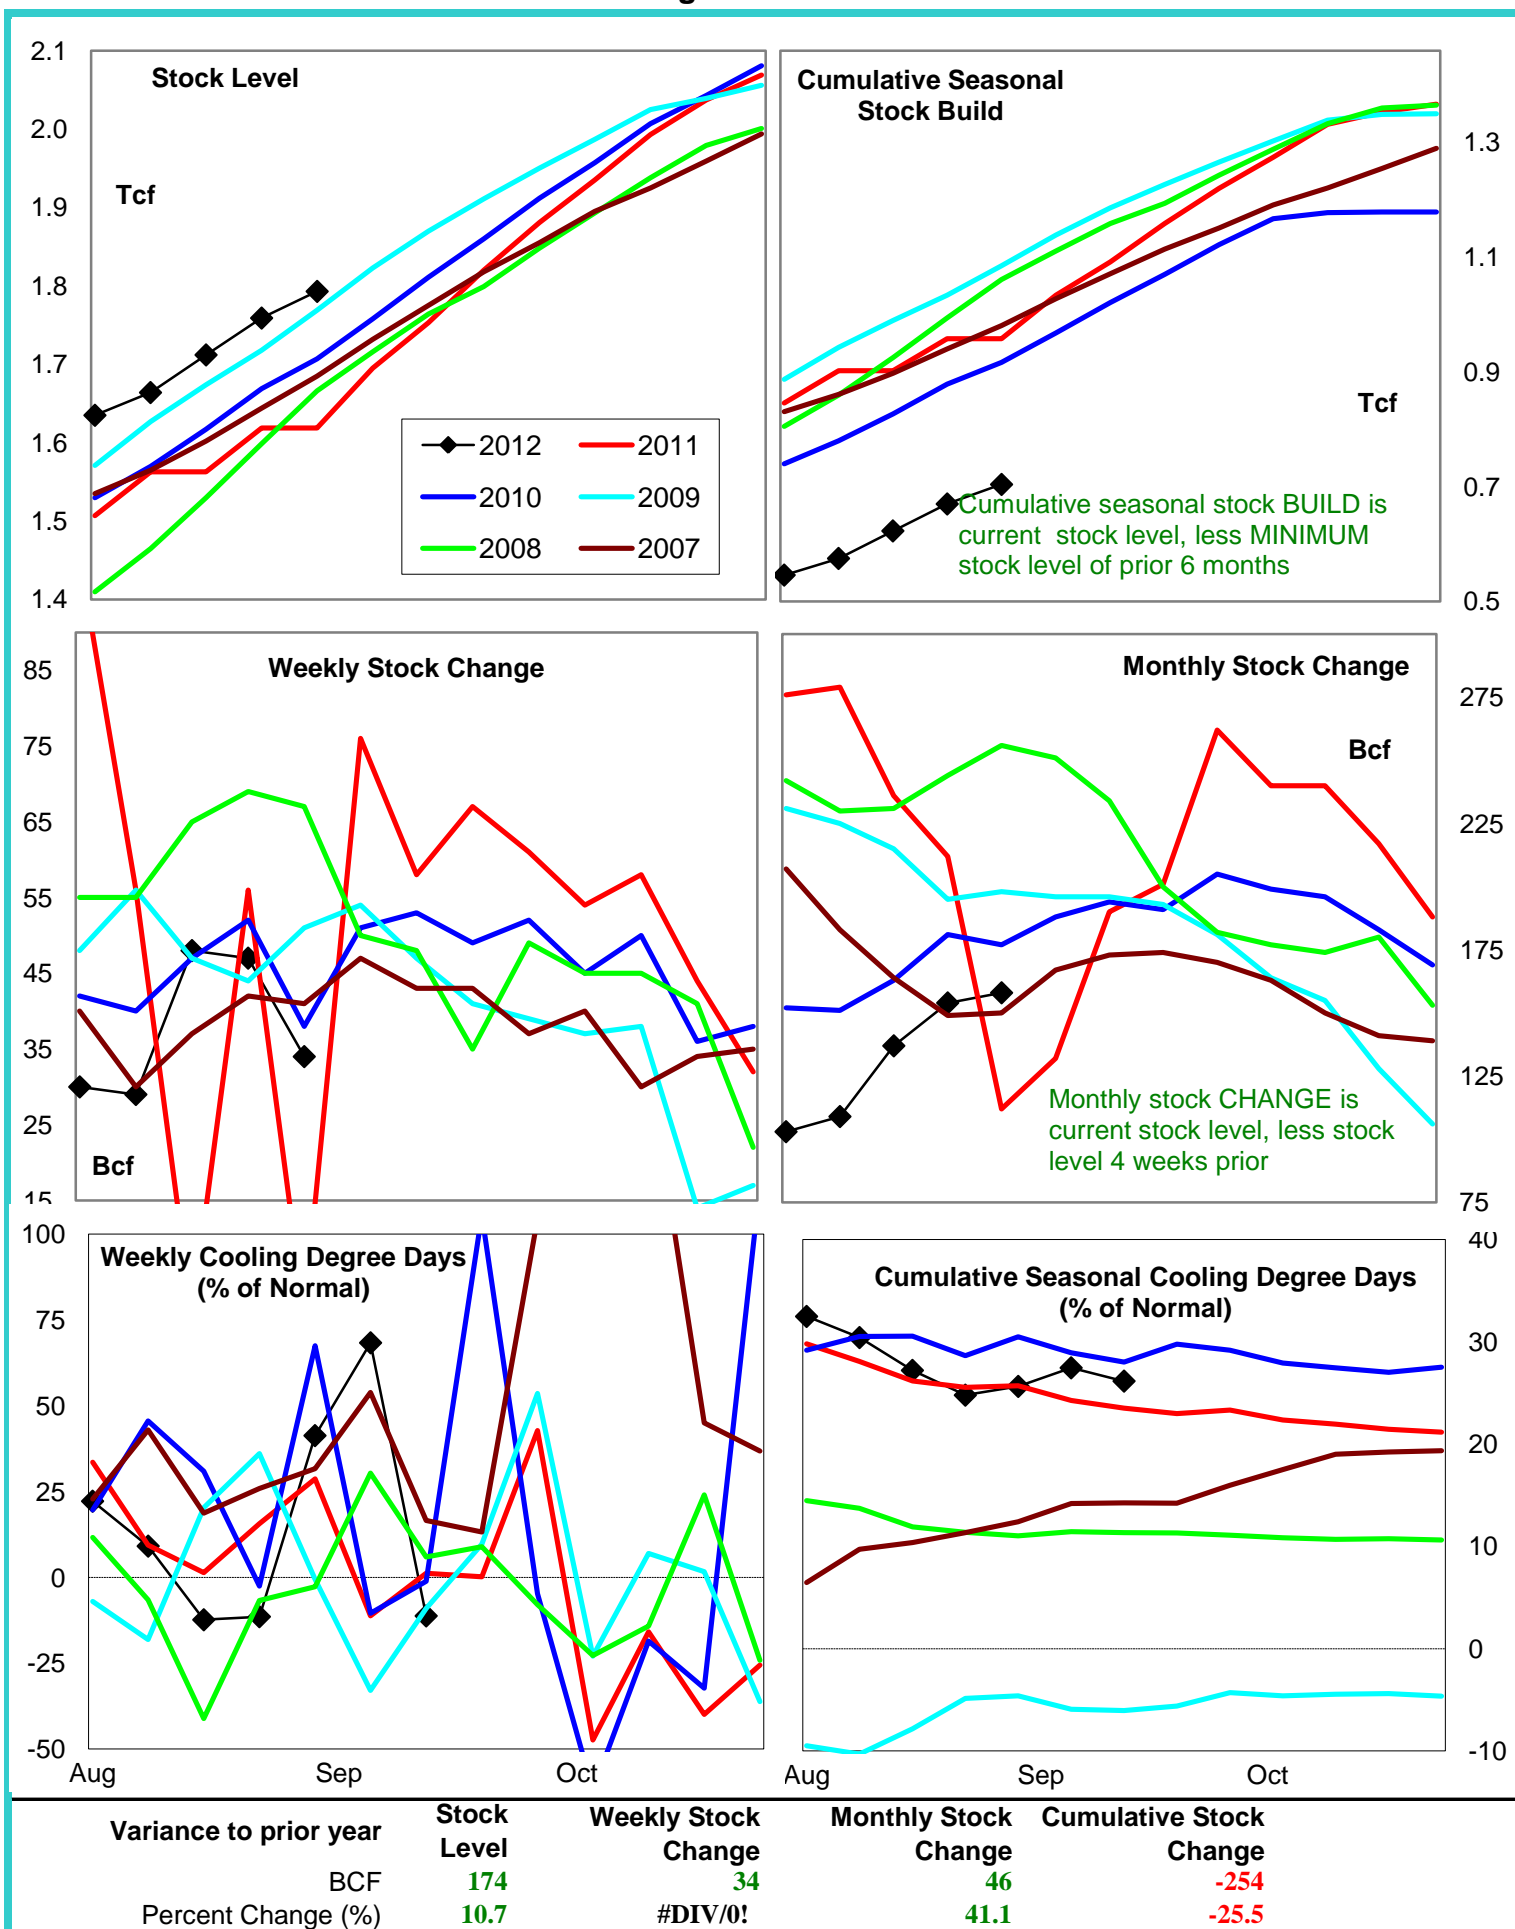 2.1
2.0
1.9
1.8
1.7
1.6
1.5
1.4
Stock Level
Tcf
2012
2011
2010
2009
2008
2007
Cumulative Seasonal
Stock Build
Tcf
Cumulative seasonal stock BUILD is
current stock level, less MINIMUM
stock level of prior 6 months
1.3
1.1
0.9
0.7
0.5
85
75
65
55
45
35
25
15
Weekly Stock Change
Bcf
Monthly Stock Change
Bcf
Monthly stock CHANGE is
current stock level, less stock
level 4 weeks prior
275
225
175
125
75
100
75
50
25
0
-25
-50
Weekly Cooling Degree Days
(% of Normal)
Aug Sep Oct
Cumulative Seasonal Cooling Degree Days
(% of Normal)
40
30
20
10
0
-10
Aug Sep Oct
Variance to prior year
Stock
Level
Weekly Stock
Change
Monthly Stock
Change
Cumulative Stock
Change
BCF 174 34 46 -254
Percent Change (%) 10.7 #DIV/0! 41.1 -25.5